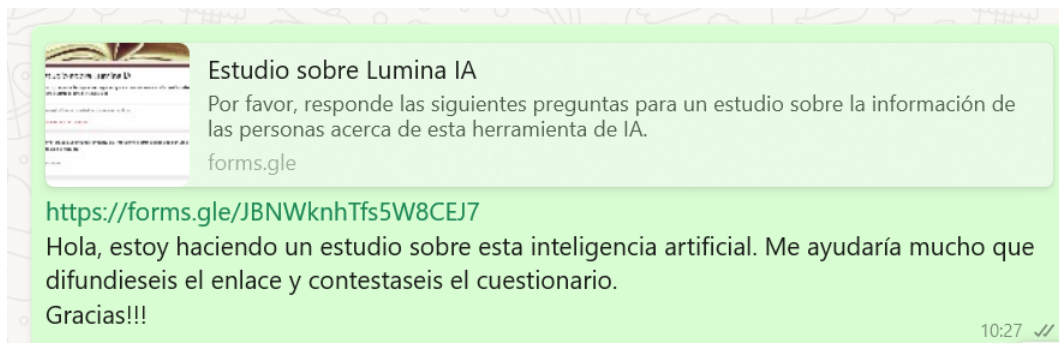 Estudio sobre Lumina IA
Por favor, responde las siguientes preguntas para un estudio sobre la información de
las personas acerca de esta herramienta de IA.
forms.gle
https://forms.gle/JBNWknhTfs5W8CEJ7
Hola, estoy haciendo un estudio sobre esta inteligencia artificial. Me ayudaría mucho que
difundieseis el enlace y contestaseis el cuestionario.
Gracias!!!
10:27